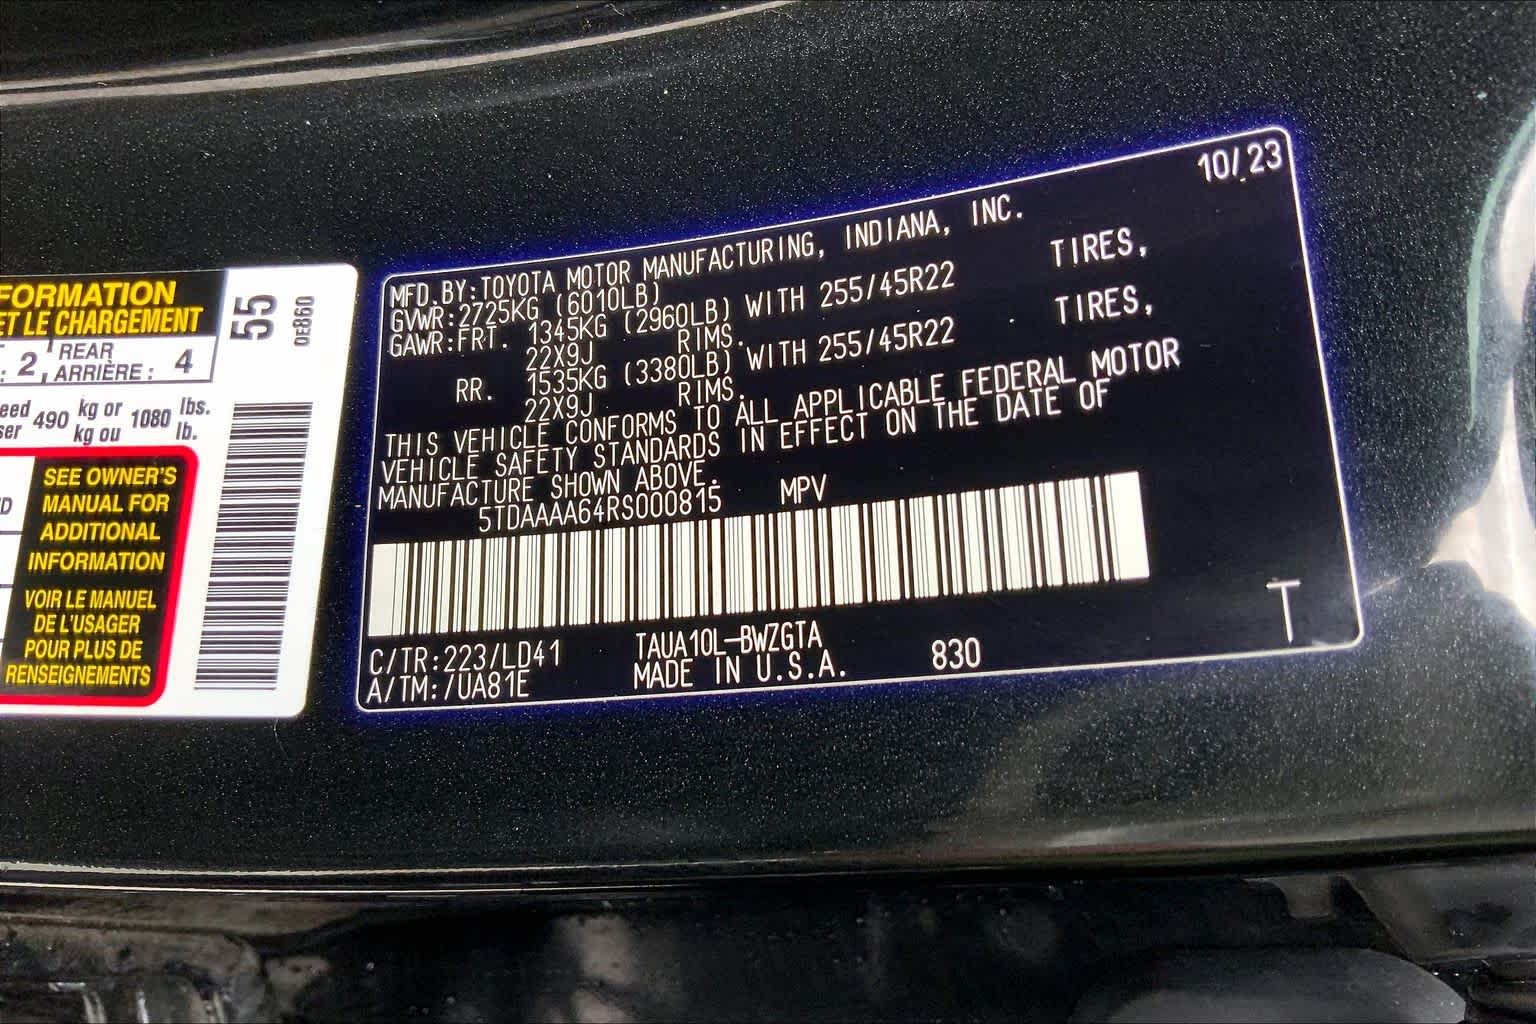 FORMATION
ET LE CHARGEMENT
: 2, REAR
ARRIÈRE : 4
eed 490 kg or 1080 lbs.
ser kg ou lb.
SEE OWNER'S
MANUAL FOR
ADDITIONAL
INFORMATION
VOIR LE MANUEL
DE L'USAGER
POUR PLUS DE
RENSEIGNEMENTS
55
0E860
10/23
MFD.BY:TOYOTA MOTOR MANUFACTURING, INDIANA, INC.
GVWR:2725KG (6010LB)
GAWR:FRT. 1345KG (2960LB) WITH 255/45R22 TIRES,
22X9J RIMS.
RR. 1535KG (3380LB) WITH 255/45R22 TIRES,
22X9J RIMS.
THIS VEHICLE CONFORMS TO ALL APPLICABLE FEDERAL MOTOR
VEHICLE SAFETY STANDARDS IN EFFECT ON THE DATE OF
MANUFACTURE SHOWN ABOVE.
5TDAAAA64RS000815 MPV
C/TR:223/LD41 TAUA10L-BWZGTA
A/TM:/UA81E MADE IN U.S.A. 830
T